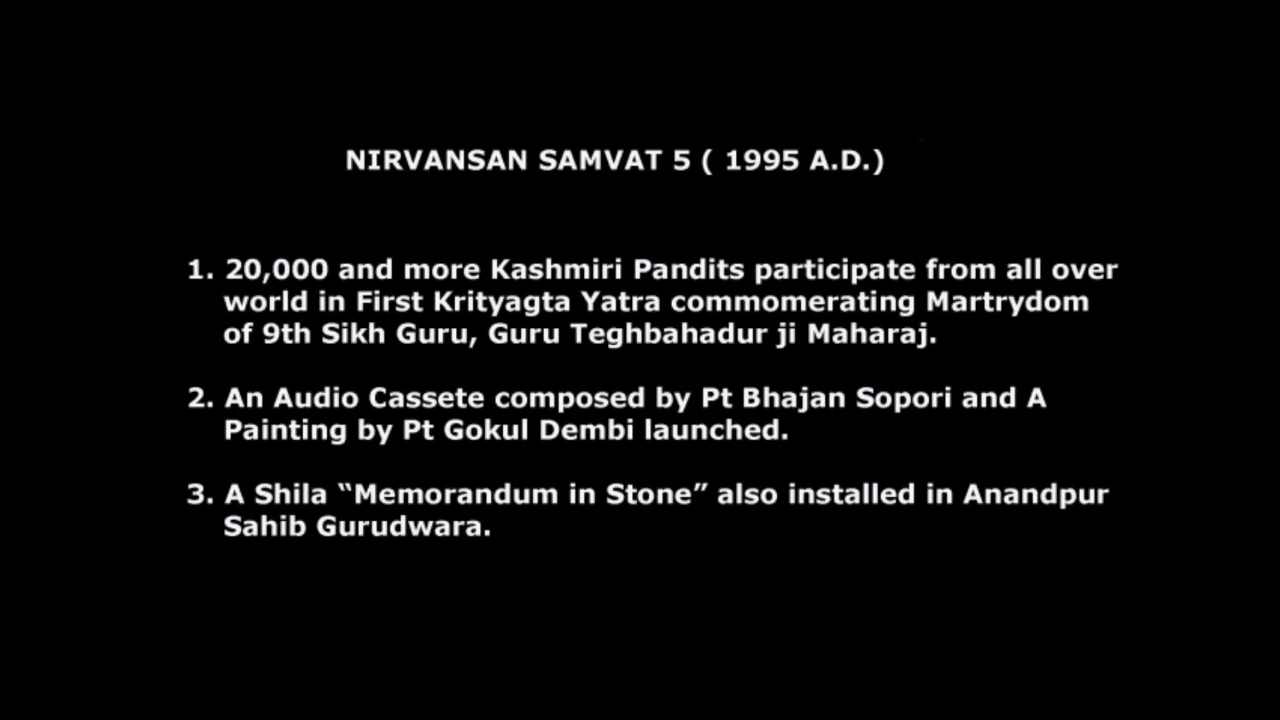 NIRVANSAN SAMVAT 5 ( 1995 A.D.)
1. 20,000 and more Kashmiri Pandits participate from all over
world in First Krityagta Yatra commomerating Martrydom
of 9th Sikh Guru, Guru Teghbahadur ji Maharaj.
2. An Audio Cassete composed by Pt Bhajan Sopori and A
Painting by Pt Gokul Dembi launched.
3. A Shila “Memorandum in Stone” also installed in Anandpur
Sahib Gurudwara.